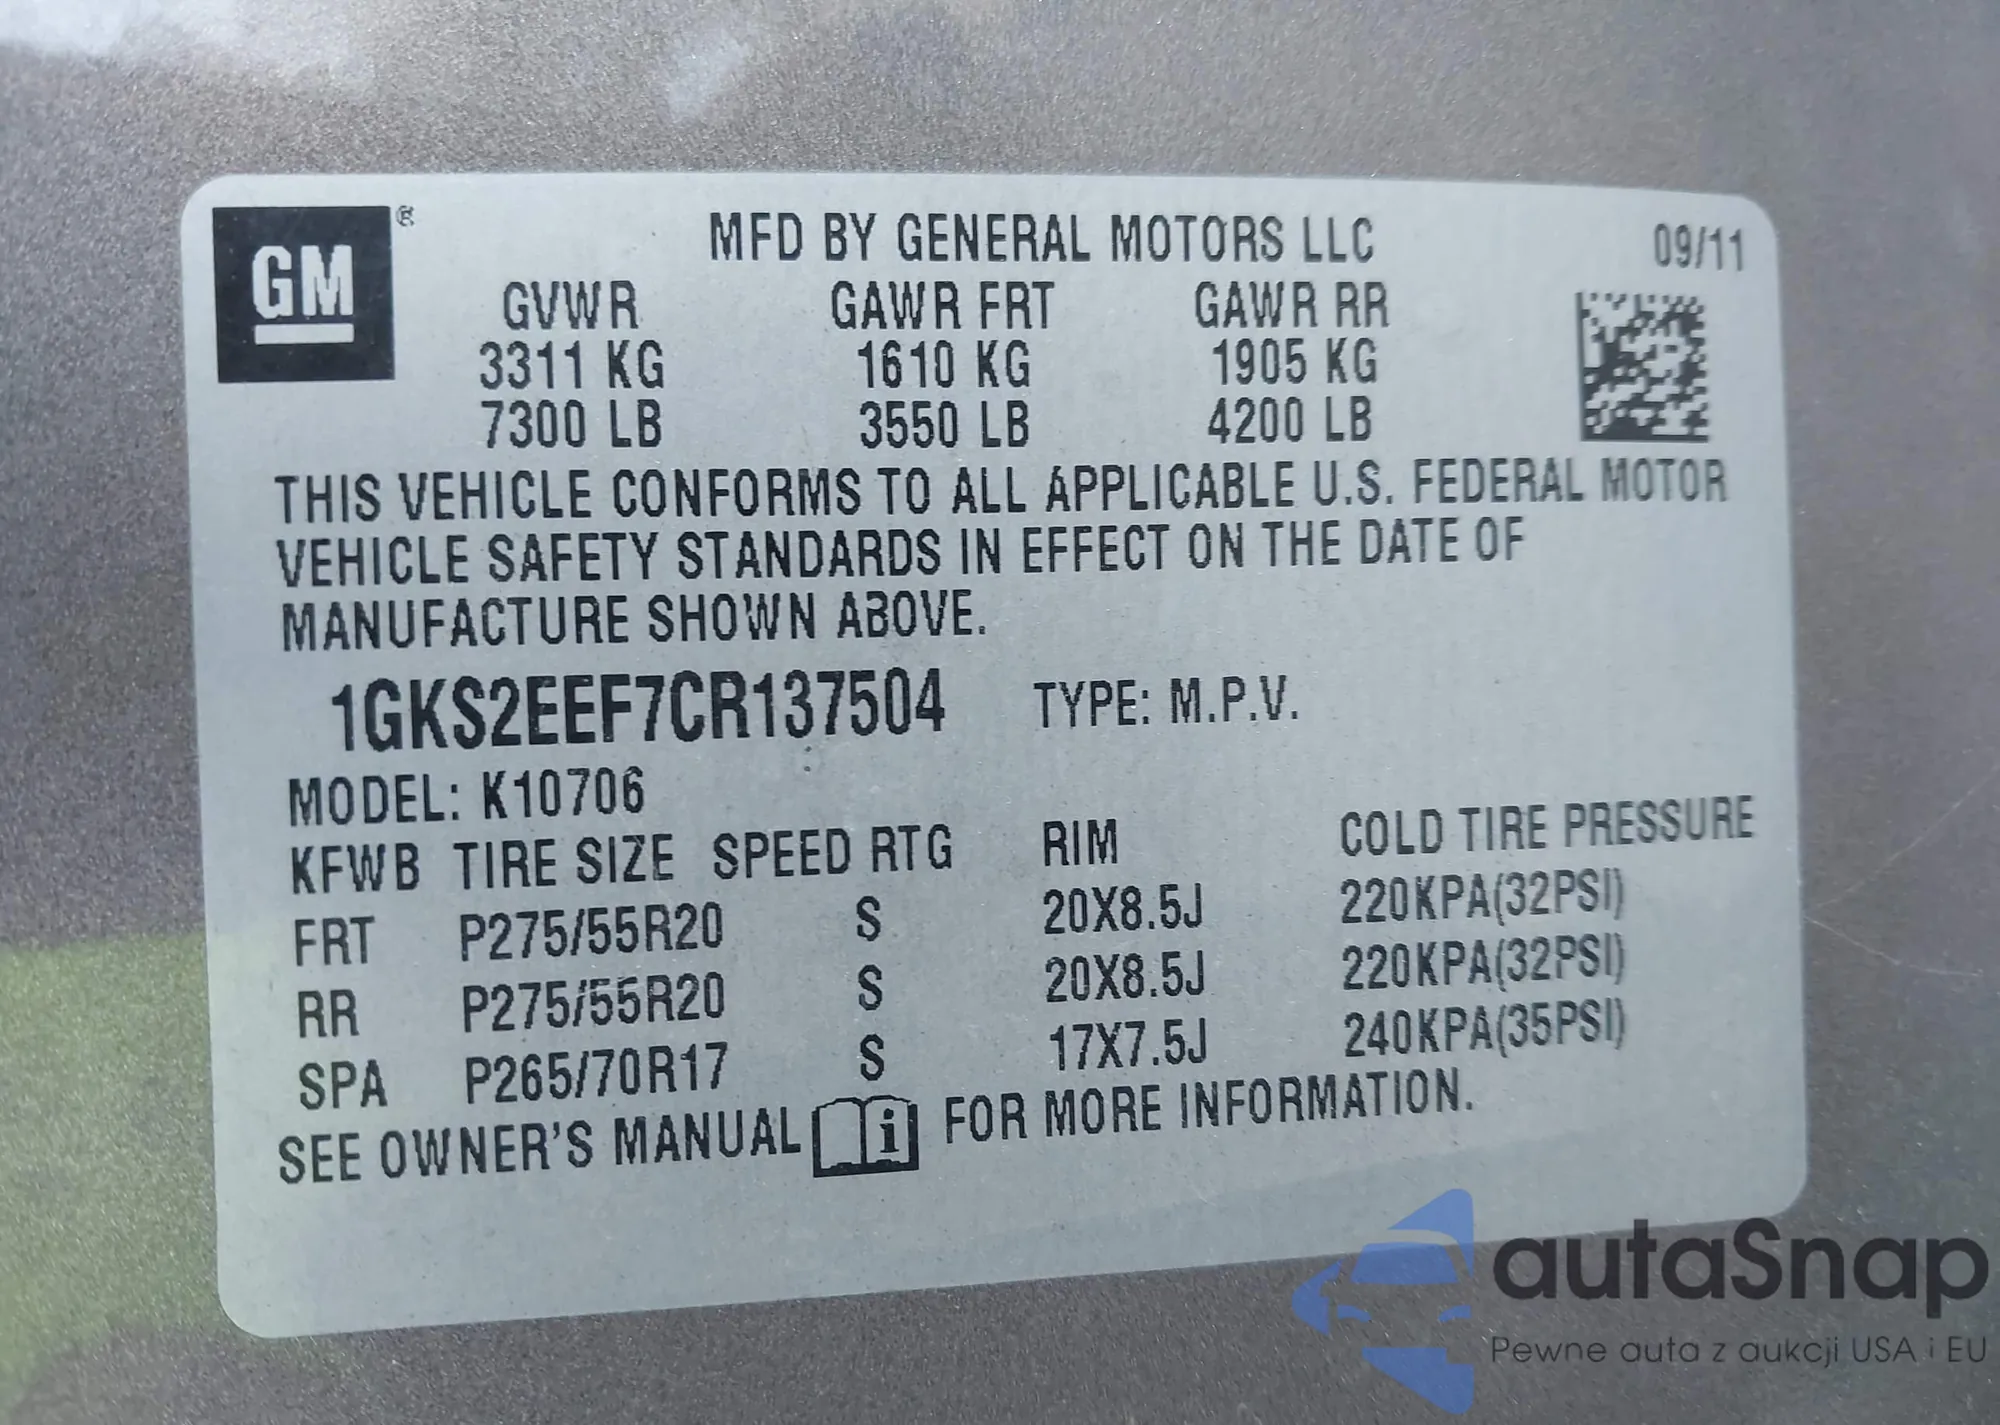 GM®
MFD BY GENERAL MOTORS LLC 09/11
GVWR GAWR FRT GAWR RR
3311 KG 1610 KG 1905 KG
7300 LB 3550 LB 4200 LB
THIS VEHICLE CONFORMS TO ALL APPLICABLE U.S. FEDERAL MOTOR
VEHICLE SAFETY STANDARDS IN EFFECT ON THE DATE OF
MANUFACTURE SHOWN ABOVE.
1GKS2EEF7CR137504 TYPE: M.P.V.
MODEL: K10706
KFWB TIRE SIZE SPEED RTG RIM COLD TIRE PRESSURE
FRT P275/55R20 S 20X8.5J 220KPA(32PSI)
RR P275/55R20 S 20X8.5J 220KPA(32PSI)
SPA P265/70R17 S 17X7.5J 240KPA(35PSI)
SEE OWNER'S MANUAL i FOR MORE INFORMATION.
autaSnap
Pewne auta z aukcji USA i EU